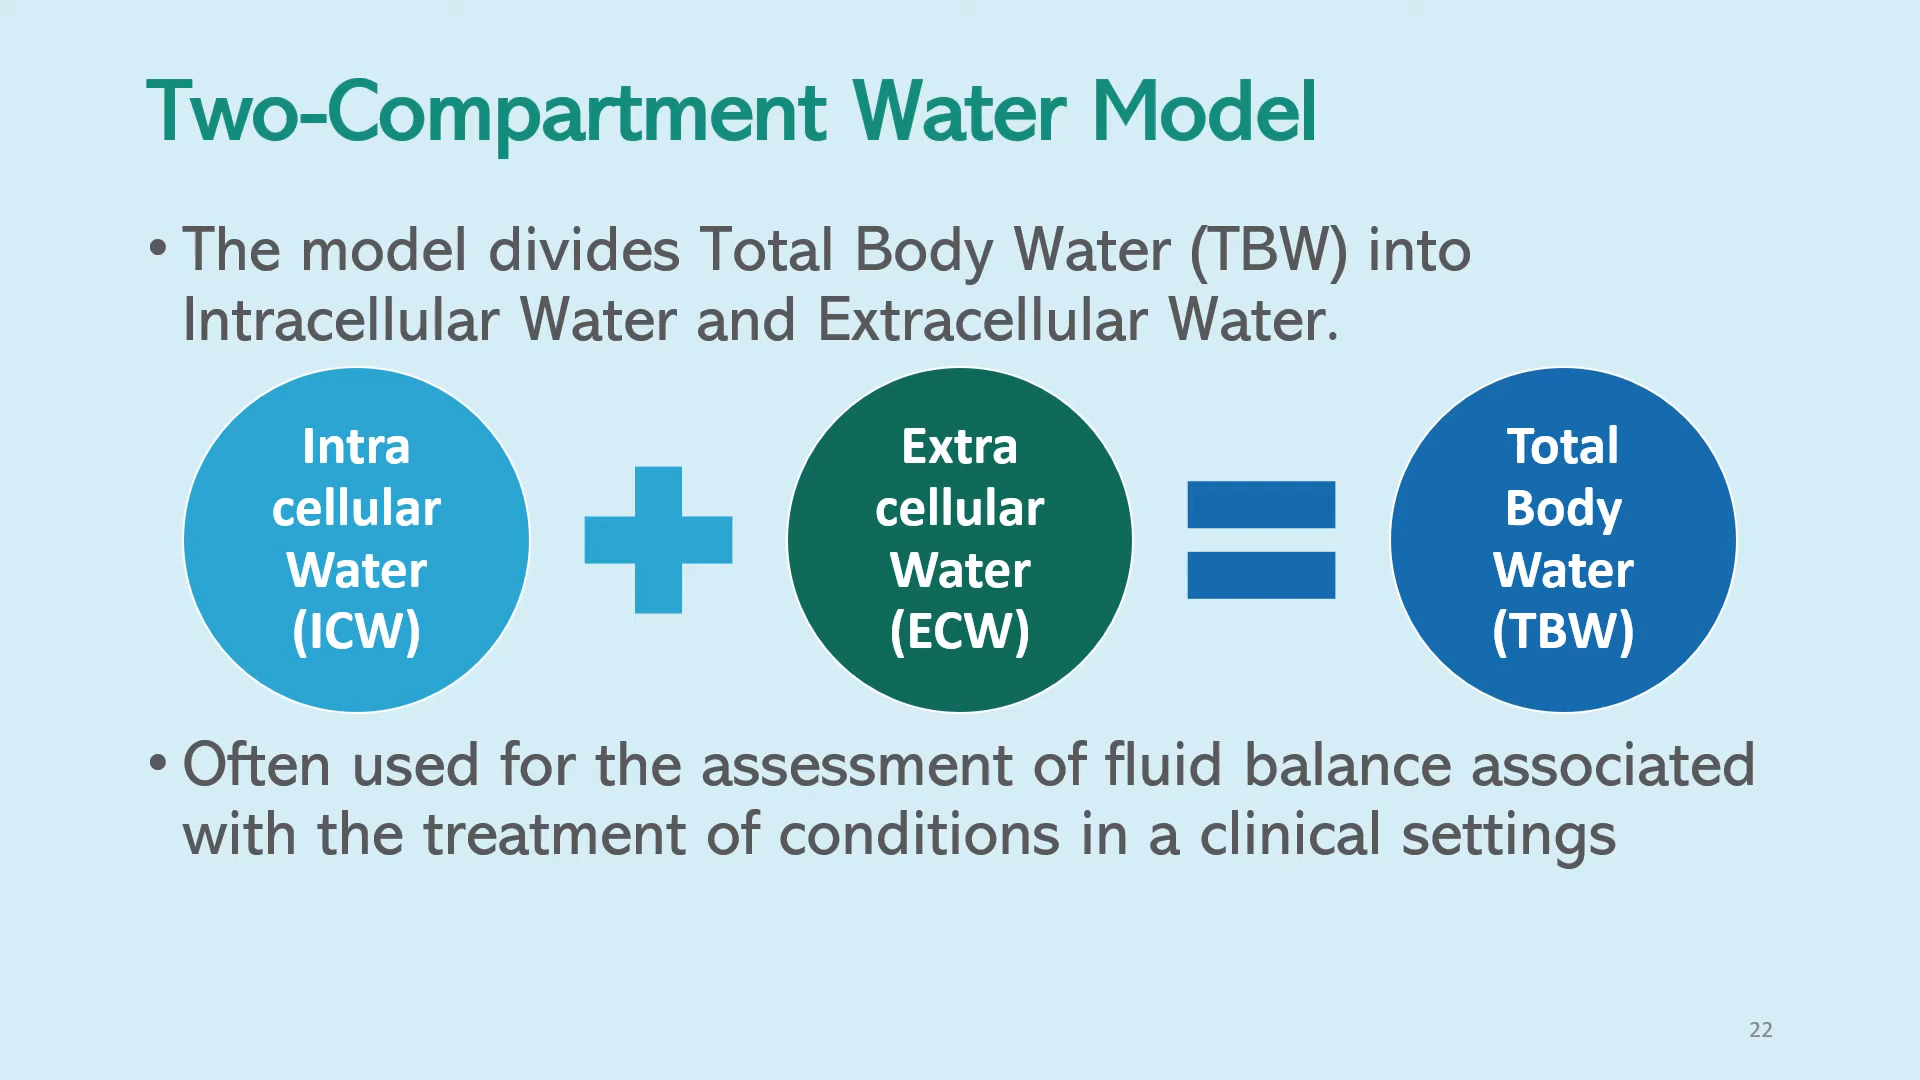 Two-Compartment Water Model
• The model divides Total Body Water (TBW) into
Intracellular Water and Extracellular Water.
Intra
cellular
Water
(ICW)
Extra
cellular
Water
(ECW)
Total
Body
Water
(TBW)
• Often used for the assessment of fluid balance associated
with the treatment of conditions in a clinical settings
22